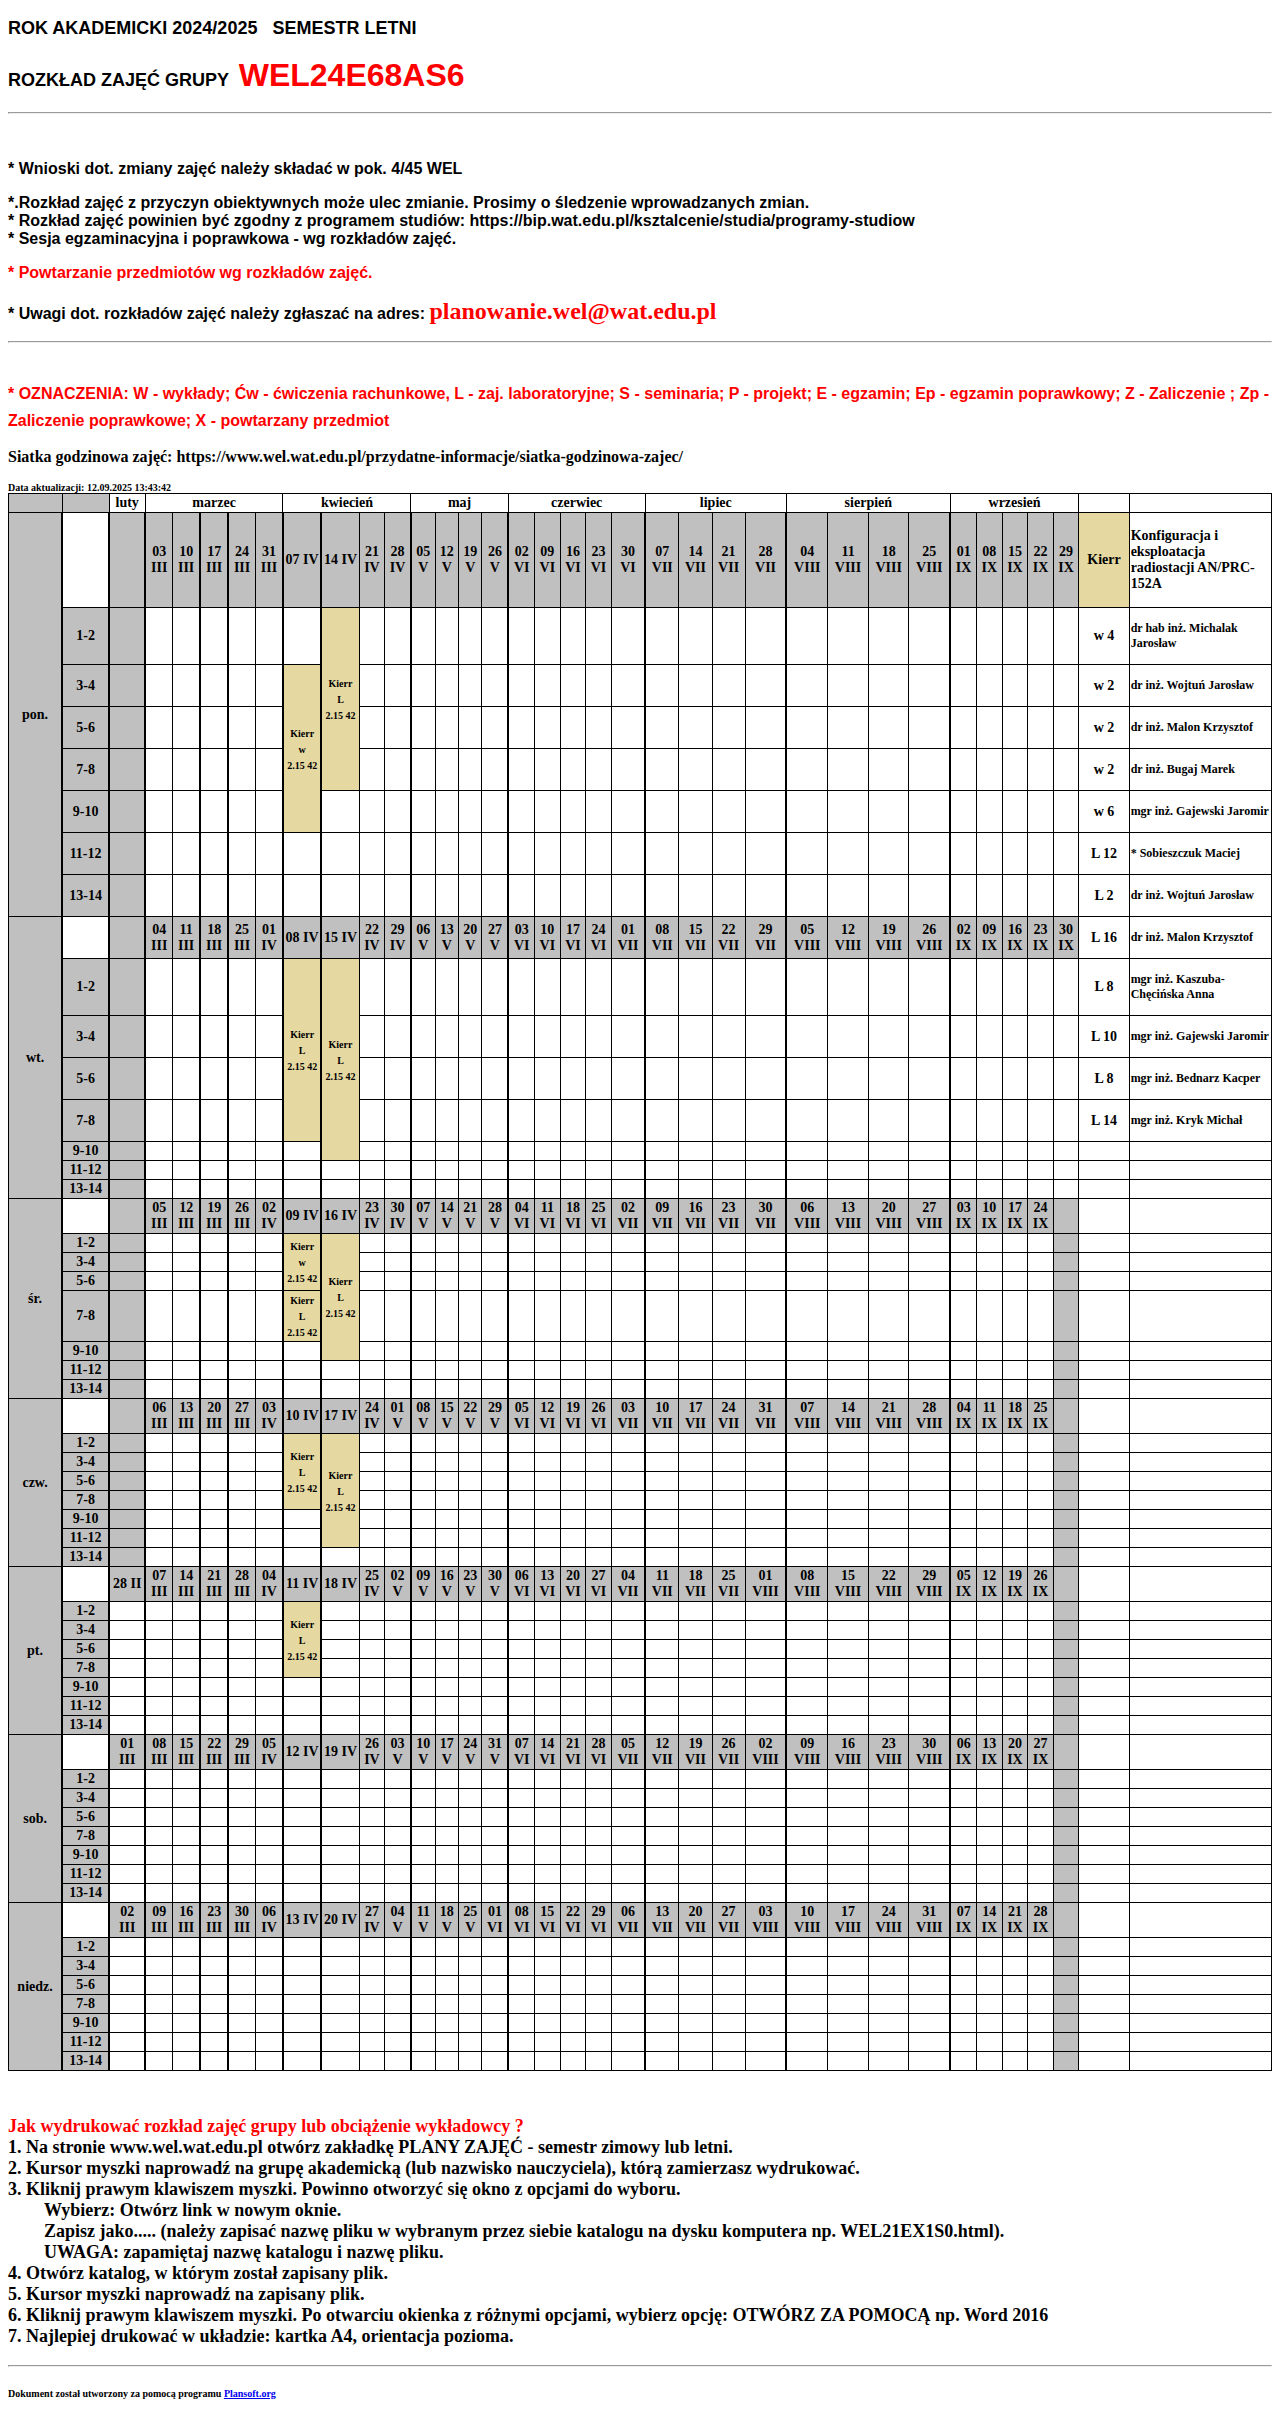 ROK AKADEMICKI 2024/2025   SEMESTR LETNI
ROZKŁAD ZAJĘĆ GRUPY  WEL24E68AS6
* Wnioski dot. zmiany zajęć należy składać w pok. 4/45 WEL
*.Rozkład zajęć z przyczyn obiektywnych może ulec zmianie. Prosimy o śledzenie wprowadzanych zmian.
* Rozkład zajęć powinien być zgodny z programem studiów: https://bip.wat.edu.pl/ksztalcenie/studia/programy-studiow
* Sesja egzaminacyjna i poprawkowa - wg rozkładów zajęć.
* Powtarzanie przedmiotów wg rozkładów zajęć.
* Uwagi dot. rozkładów zajęć należy zgłaszać na adres: planowanie.wel@wat.edu.pl
* OZNACZENIA: W - wykłady; Ćw - ćwiczenia rachunkowe, L - zaj. laboratoryjne; S - seminaria; P - projekt; E - egzamin; Ep - egzamin poprawkowy; Z - Zaliczenie ; Zp -
Zaliczenie poprawkowe; X - powtarzany przedmiot
Siatka godzinowa zajęć: https://www.wel.wat.edu.pl/przydatne-informacje/siatka-godzinowa-zajec/
Data aktualizacji: 12.09.2025 13:43:42
luty marzec kwiecień maj czerwiec lipiec sierpień wrzesień
pon. 03 III 10 III 17 III 24 III 31 III 07 IV 14 IV 21 IV 28 IV 05 V 12 V 19 V 26 V 02 VI 09 VI 16 VI 23 VI 30 VI 07 VII 14 VII 21 VII 28 VII 04 VIII 11 VIII 18 VIII 25 VIII 01 IX 08 IX 15 IX 22 IX 29 IX Kierr Konfiguracja i eksploatacja radiostacji AN/PRC-152A
1-2 Kierr L 2.15 42 w 4 dr hab inż. Michalak Jarosław
3-4 Kierr w 2.15 42 w 2 dr inż. Wojtuń Jarosław
5-6 w 2 dr inż. Malon Krzysztof
7-8 w 2 dr inż. Bugaj Marek
9-10 w 6 mgr inż. Gajewski Jaromir
11-12 L 12 * Sobieszczuk Maciej
13-14 L 2 dr inż. Wojtuń Jarosław
wt. 04 III 11 III 18 III 25 III 01 IV 08 IV 15 IV 22 IV 29 IV 06 V 13 V 20 V 27 V 03 VI 10 VI 17 VI 24 VI 01 VII 08 VII 15 VII 22 VII 29 VII 05 VIII 12 VIII 19 VIII 26 VIII 02 IX 09 IX 16 IX 23 IX 30 IX L 16 dr inż. Malon Krzysztof
1-2 Kierr L 2.15 42 Kierr L 2.15 42 L 8 mgr inż. Kaszuba-Chęcińska Anna
3-4 L 10 mgr inż. Gajewski Jaromir
5-6 L 8 mgr inż. Bednarz Kacper
7-8 L 14 mgr inż. Kryk Michał
9-10
11-12
13-14
śr. 05 III 12 III 19 III 26 III 02 IV 09 IV 16 IV 23 IV 30 IV 07 V 14 V 21 V 28 V 04 VI 11 VI 18 VI 25 VI 02 VII 09 VII 16 VII 23 VII 30 VII 06 VIII 13 VIII 20 VIII 27 VIII 03 IX 10 IX 17 IX 24 IX
1-2 Kierr w 2.15 42 Kierr L 2.15 42
3-4
5-6
7-8 Kierr L 2.15 42
9-10
11-12
13-14
czw. 06 III 13 III 20 III 27 III 03 IV 10 IV 17 IV 24 IV 01 V 08 V 15 V 22 V 29 V 05 VI 12 VI 19 VI 26 VI 03 VII 10 VII 17 VII 24 VII 31 VII 07 VIII 14 VIII 21 VIII 28 VIII 04 IX 11 IX 18 IX 25 IX
1-2 Kierr L 2.15 42 Kierr L 2.15 42
3-4
5-6
7-8
9-10
11-12
13-14
pt. 28 II 07 III 14 III 21 III 28 III 04 IV 11 IV 18 IV 25 IV 02 V 09 V 16 V 23 V 30 V 06 VI 13 VI 20 VI 27 VI 04 VII 11 VII 18 VII 25 VII 01 VIII 08 VIII 15 VIII 22 VIII 29 VIII 05 IX 12 IX 19 IX 26 IX
1-2 Kierr L 2.15 42
3-4
5-6
7-8
9-10
11-12
13-14
sob. 01 III 08 III 15 III 22 III 29 III 05 IV 12 IV 19 IV 26 IV 03 V 10 V 17 V 24 V 31 V 07 VI 14 VI 21 VI 28 VI 05 VII 12 VII 19 VII 26 VII 02 VIII 09 VIII 16 VIII 23 VIII 30 VIII 06 IX 13 IX 20 IX 27 IX
1-2
3-4
5-6
7-8
9-10
11-12
13-14
niedz. 02 III 09 III 16 III 23 III 30 III 06 IV 13 IV 20 IV 27 IV 04 V 11 V 18 V 25 V 01 VI 08 VI 15 VI 22 VI 29 VI 06 VII 13 VII 20 VII 27 VII 03 VIII 10 VIII 17 VIII 24 VIII 31 VIII 07 IX 14 IX 21 IX 28 IX
1-2
3-4
5-6
7-8
9-10
11-12
13-14
Jak wydrukować rozkład zajęć grupy lub obciążenie wykładowcy ?
1. Na stronie www.wel.wat.edu.pl otwórz zakładkę PLANY ZAJĘĆ - semestr zimowy lub letni.
2. Kursor myszki naprowadź na grupę akademicką (lub nazwisko nauczyciela), którą zamierzasz wydrukować.
3. Kliknij prawym klawiszem myszki. Powinno otworzyć się okno z opcjami do wyboru.
Wybierz: Otwórz link w nowym oknie.
Zapisz jako..... (należy zapisać nazwę pliku w wybranym przez siebie katalogu na dysku komputera np. WEL21EX1S0.html).
UWAGA: zapamiętaj nazwę katalogu i nazwę pliku.
4. Otwórz katalog, w którym został zapisany plik.
5. Kursor myszki naprowadź na zapisany plik.
6. Kliknij prawym klawiszem myszki. Po otwarciu okienka z różnymi opcjami, wybierz opcję: OTWÓRZ ZA POMOCĄ np. Word 2016
7. Najlepiej drukować w układzie: kartka A4, orientacja pozioma.
Dokument został utworzony za pomocą programu Plansoft.org